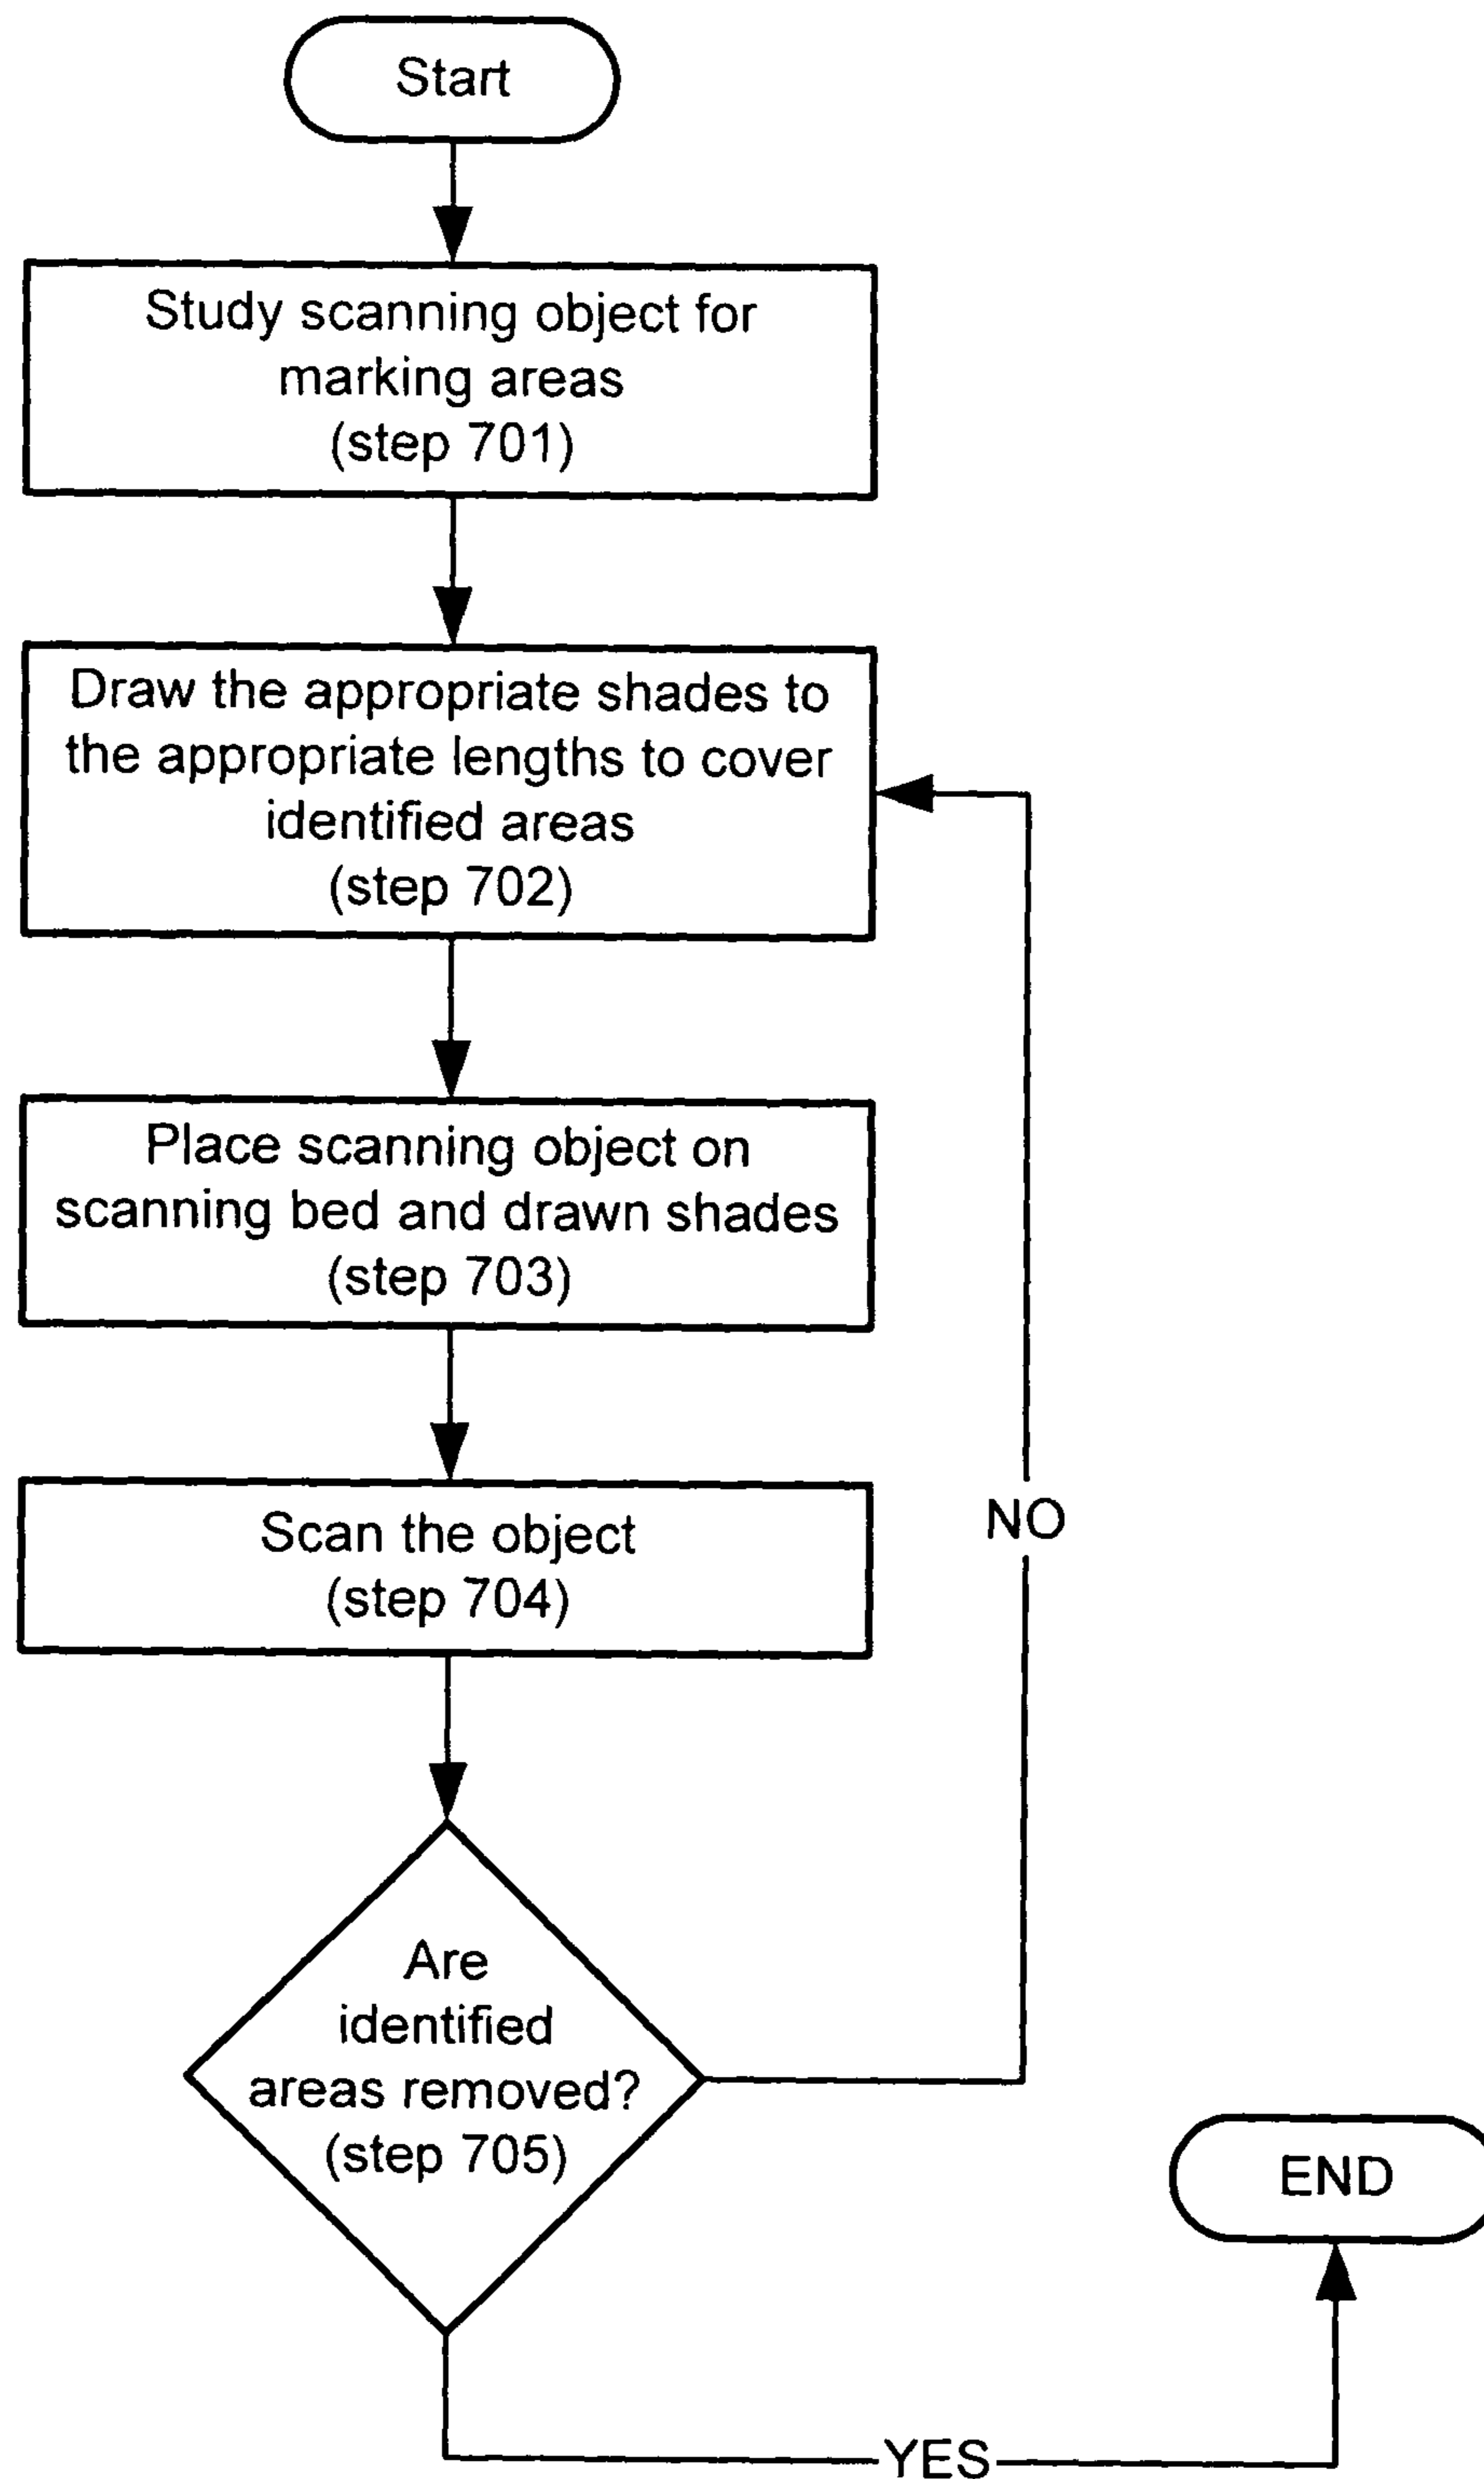 Start
Study scanning object for
marking areas
(step 701)
Draw the appropriate shades to
the appropriate lengths to cover
identified areas
(step 702)
Place scanning object on
scanning bed and drawn shades
(step 703)
Scan the object
(step 704)
NO
Are
identified
areas removed?
(step 705)
END
YES